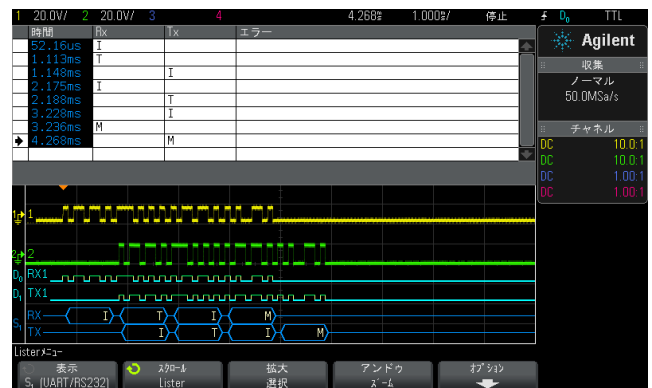 1 20.0V/ 2 20.0V/ 3 4 4.268s 1.000s/ 停止 D0 TTL
時間 Rx Tx エラー
52.16us I
1.113ms T
1.148ms I
2.175ms I
2.188ms T
3.228ms I
3.236ms M
4.268ms M
Agilent
収集
ノーマル
50.0MSa/s
チャネル
DC 10.0:1
DC 10.0:1
DC 1.00:1
DC 1.00:1
1 1
2 2
D0 RX1
D1 TX1
S1 RX I T I M
TX I T I M
Listerメニュー
表示
S1 (UART/RS232)
スクロール
Lister
拡大
選択
アンドゥ
ズーム
オプション